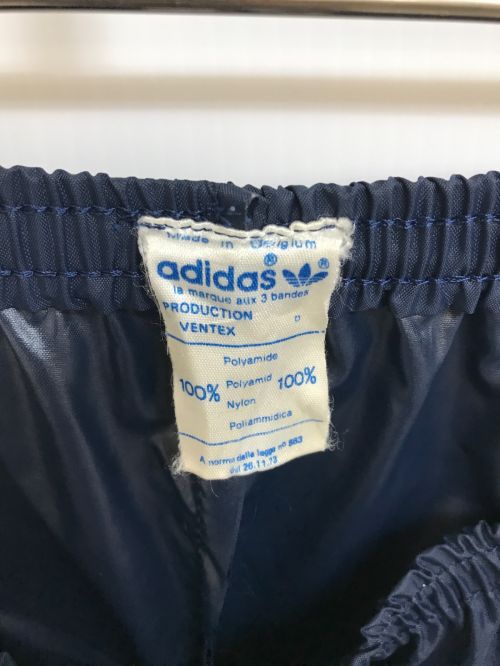 Made in Belgium
adidas®
®
la marque aux 3 bandes
PRODUCTION
VENTEX
D
Polyamide
100% Polyamid 100%
Nylon
Poliammidica
A norma della legge n° 883
del 26.11.73